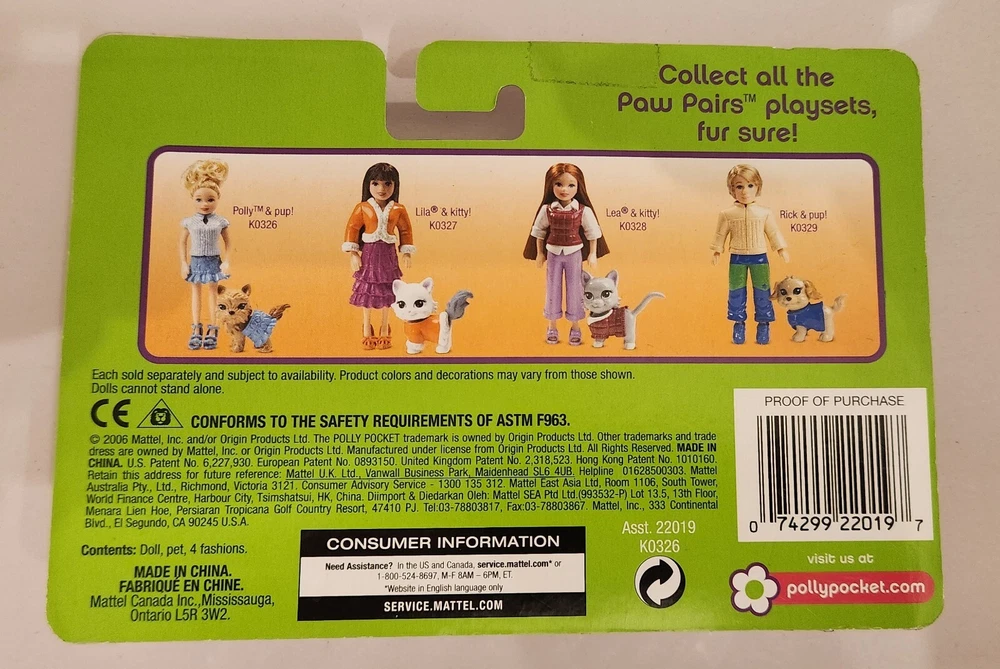 Collect all the
Paw Pairs™ playsets,
fur sure!
Polly™ & pup!
K0326
Lila® & kitty!
K0327
Lea® & kitty!
K0328
Rick & pup!
K0329
Each sold separately and subject to availability. Product colors and decorations may vary from those shown.
Dolls cannot stand alone.
CE CONFORMS TO THE SAFETY REQUIREMENTS OF ASTM F963.
© 2006 Mattel, Inc. and/or Origin Products Ltd. The POLLY POCKET trademark is owned by Origin Products Ltd. Other trademarks and trade
dress are owned by Mattel, Inc. or Origin Products Ltd. Manufactured under license from Origin Products Ltd. All Rights Reserved. MADE IN
CHINA. U.S. Patent No. 6,227,930. European Patent No. 0893150. United Kingdom Patent No. 2,318,523. Hong Kong Patent No. 1010160.
Retain this address for future reference: Mattel U.K. Ltd., Vanwall Business Park, Maidenhead SL6 4UB. Helpline 01628500303. Mattel
Australia Pty., Ltd., Richmond, Victoria 3121. Consumer Advisory Service - 1300 135 312. Mattel East Asia Ltd, Room 1106, South Tower,
World Finance Centre, Harbour City, Tsimshatsui, HK, China. Diimport & Diedarkan Oleh: Mattel SEA Ptd Ltd.(993532-P) Lot 13.5, 13th Floor,
Menara Lien Hoe, Persiaran Tropicana Golf Country Resort, 47410 PJ. Tel:03-78803817, Fax:03-78803867. Mattel, Inc., 333 Continental
Blvd., El Segundo, CA 90245 U.S.A.
Contents: Doll, pet, 4 fashions.
MADE IN CHINA.
FABRIQUÉ EN CHINE.
Mattel Canada Inc.,Mississauga,
Ontario L5R 3W2.
CONSUMER INFORMATION
Need Assistance? In the US and Canada, service.mattel.com* or
1-800-524-8697, M-F 8AM – 6PM, ET.
*Website in English language only
SERVICE.MATTEL.COM
Asst. 22019
K0326
PROOF OF PURCHASE
0 74299 22019 7
visit us at
pollypocket.com